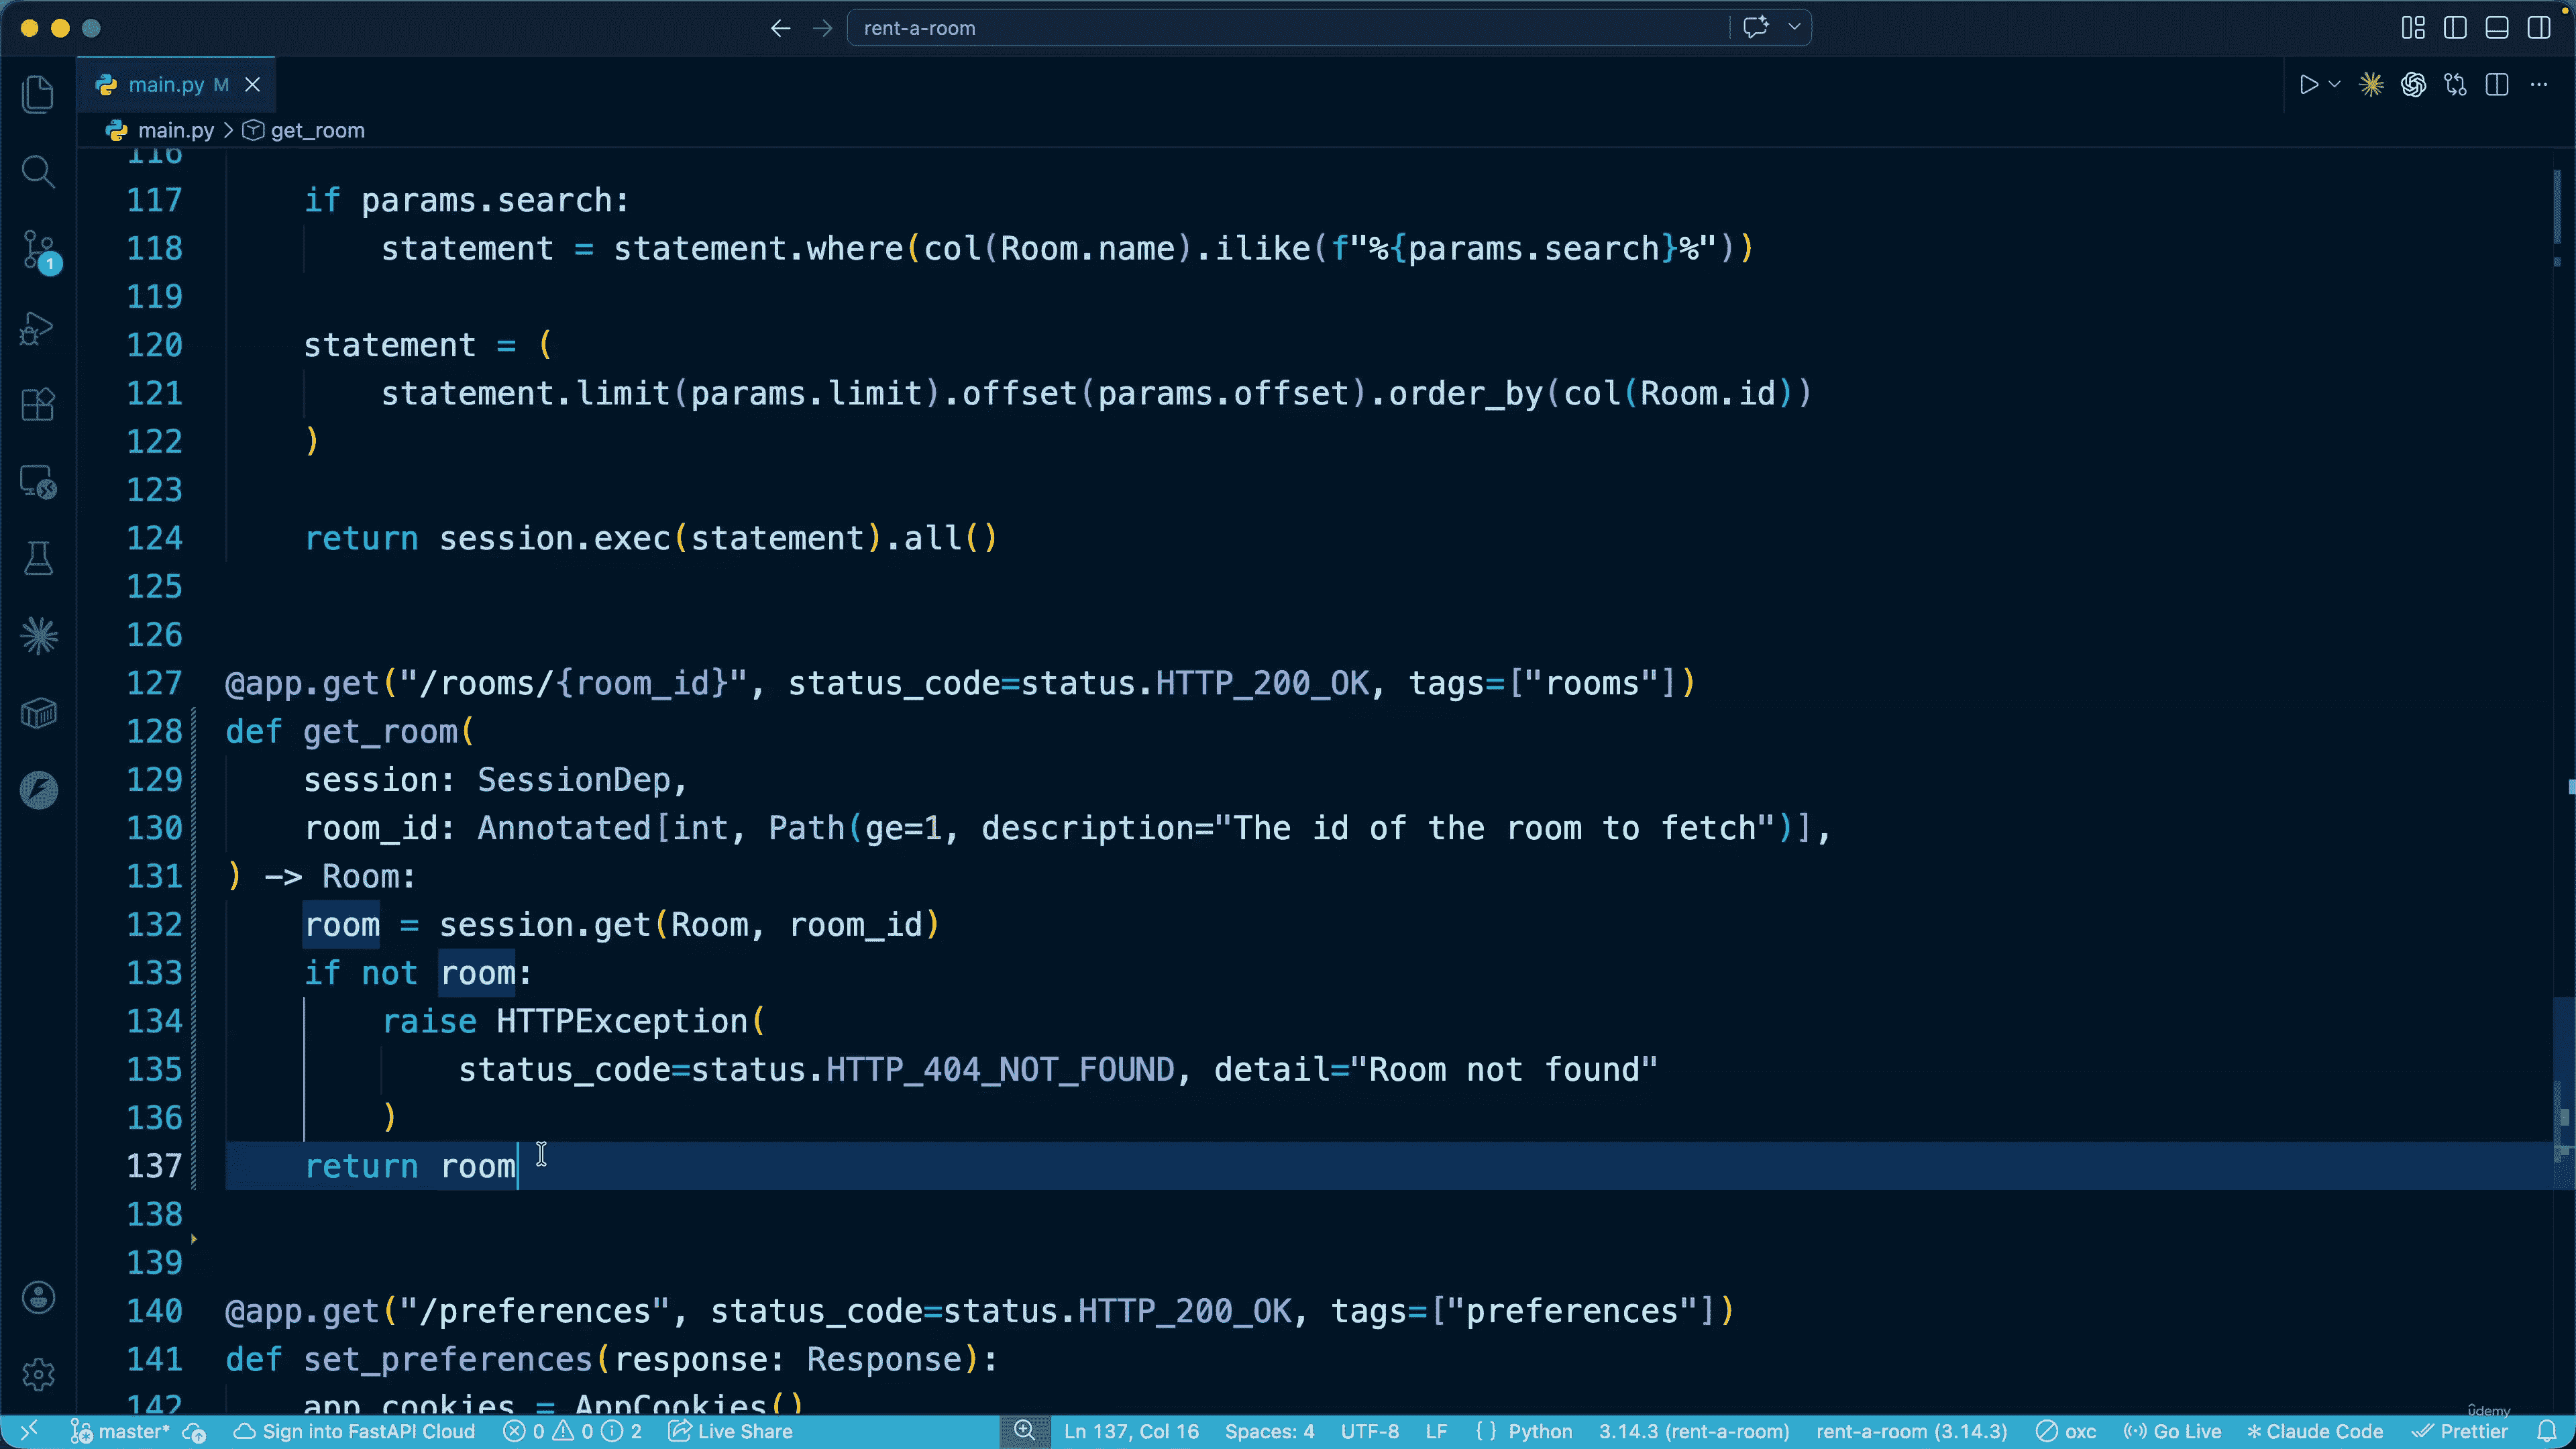 rent-a-room
main.py M
main.py > get_room
116
117 if params.search:
118 statement = statement.where(col(Room.name).ilike(f"%{params.search}%"))
119
120 statement = (
121 statement.limit(params.limit).offset(params.offset).order_by(col(Room.id))
122 )
123
124 return session.exec(statement).all()
125
126
127 @app.get("/rooms/{room_id}", status_code=status.HTTP_200_OK, tags=["rooms"])
128 def get_room(
129 session: SessionDep,
130 room_id: Annotated[int, Path(ge=1, description="The id of the room to fetch")],
131 ) -> Room:
132 room = session.get(Room, room_id)
133 if not room:
134 raise HTTPException(
135 status_code=status.HTTP_404_NOT_FOUND, detail="Room not found"
136 )
137 return room
138
139
140 @app.get("/preferences", status_code=status.HTTP_200_OK, tags=["preferences"])
141 def set_preferences(response: Response):
142 app_cookies = AppCookies()
1
udemy
master* Sign into FastAPI Cloud 0 0 2 Live Share Ln 137, Col 16 Spaces: 4 UTF-8 LF { } Python 3.14.3 (rent-a-room) rent-a-room (3.14.3) oxc Go Live Claude Code Prettier